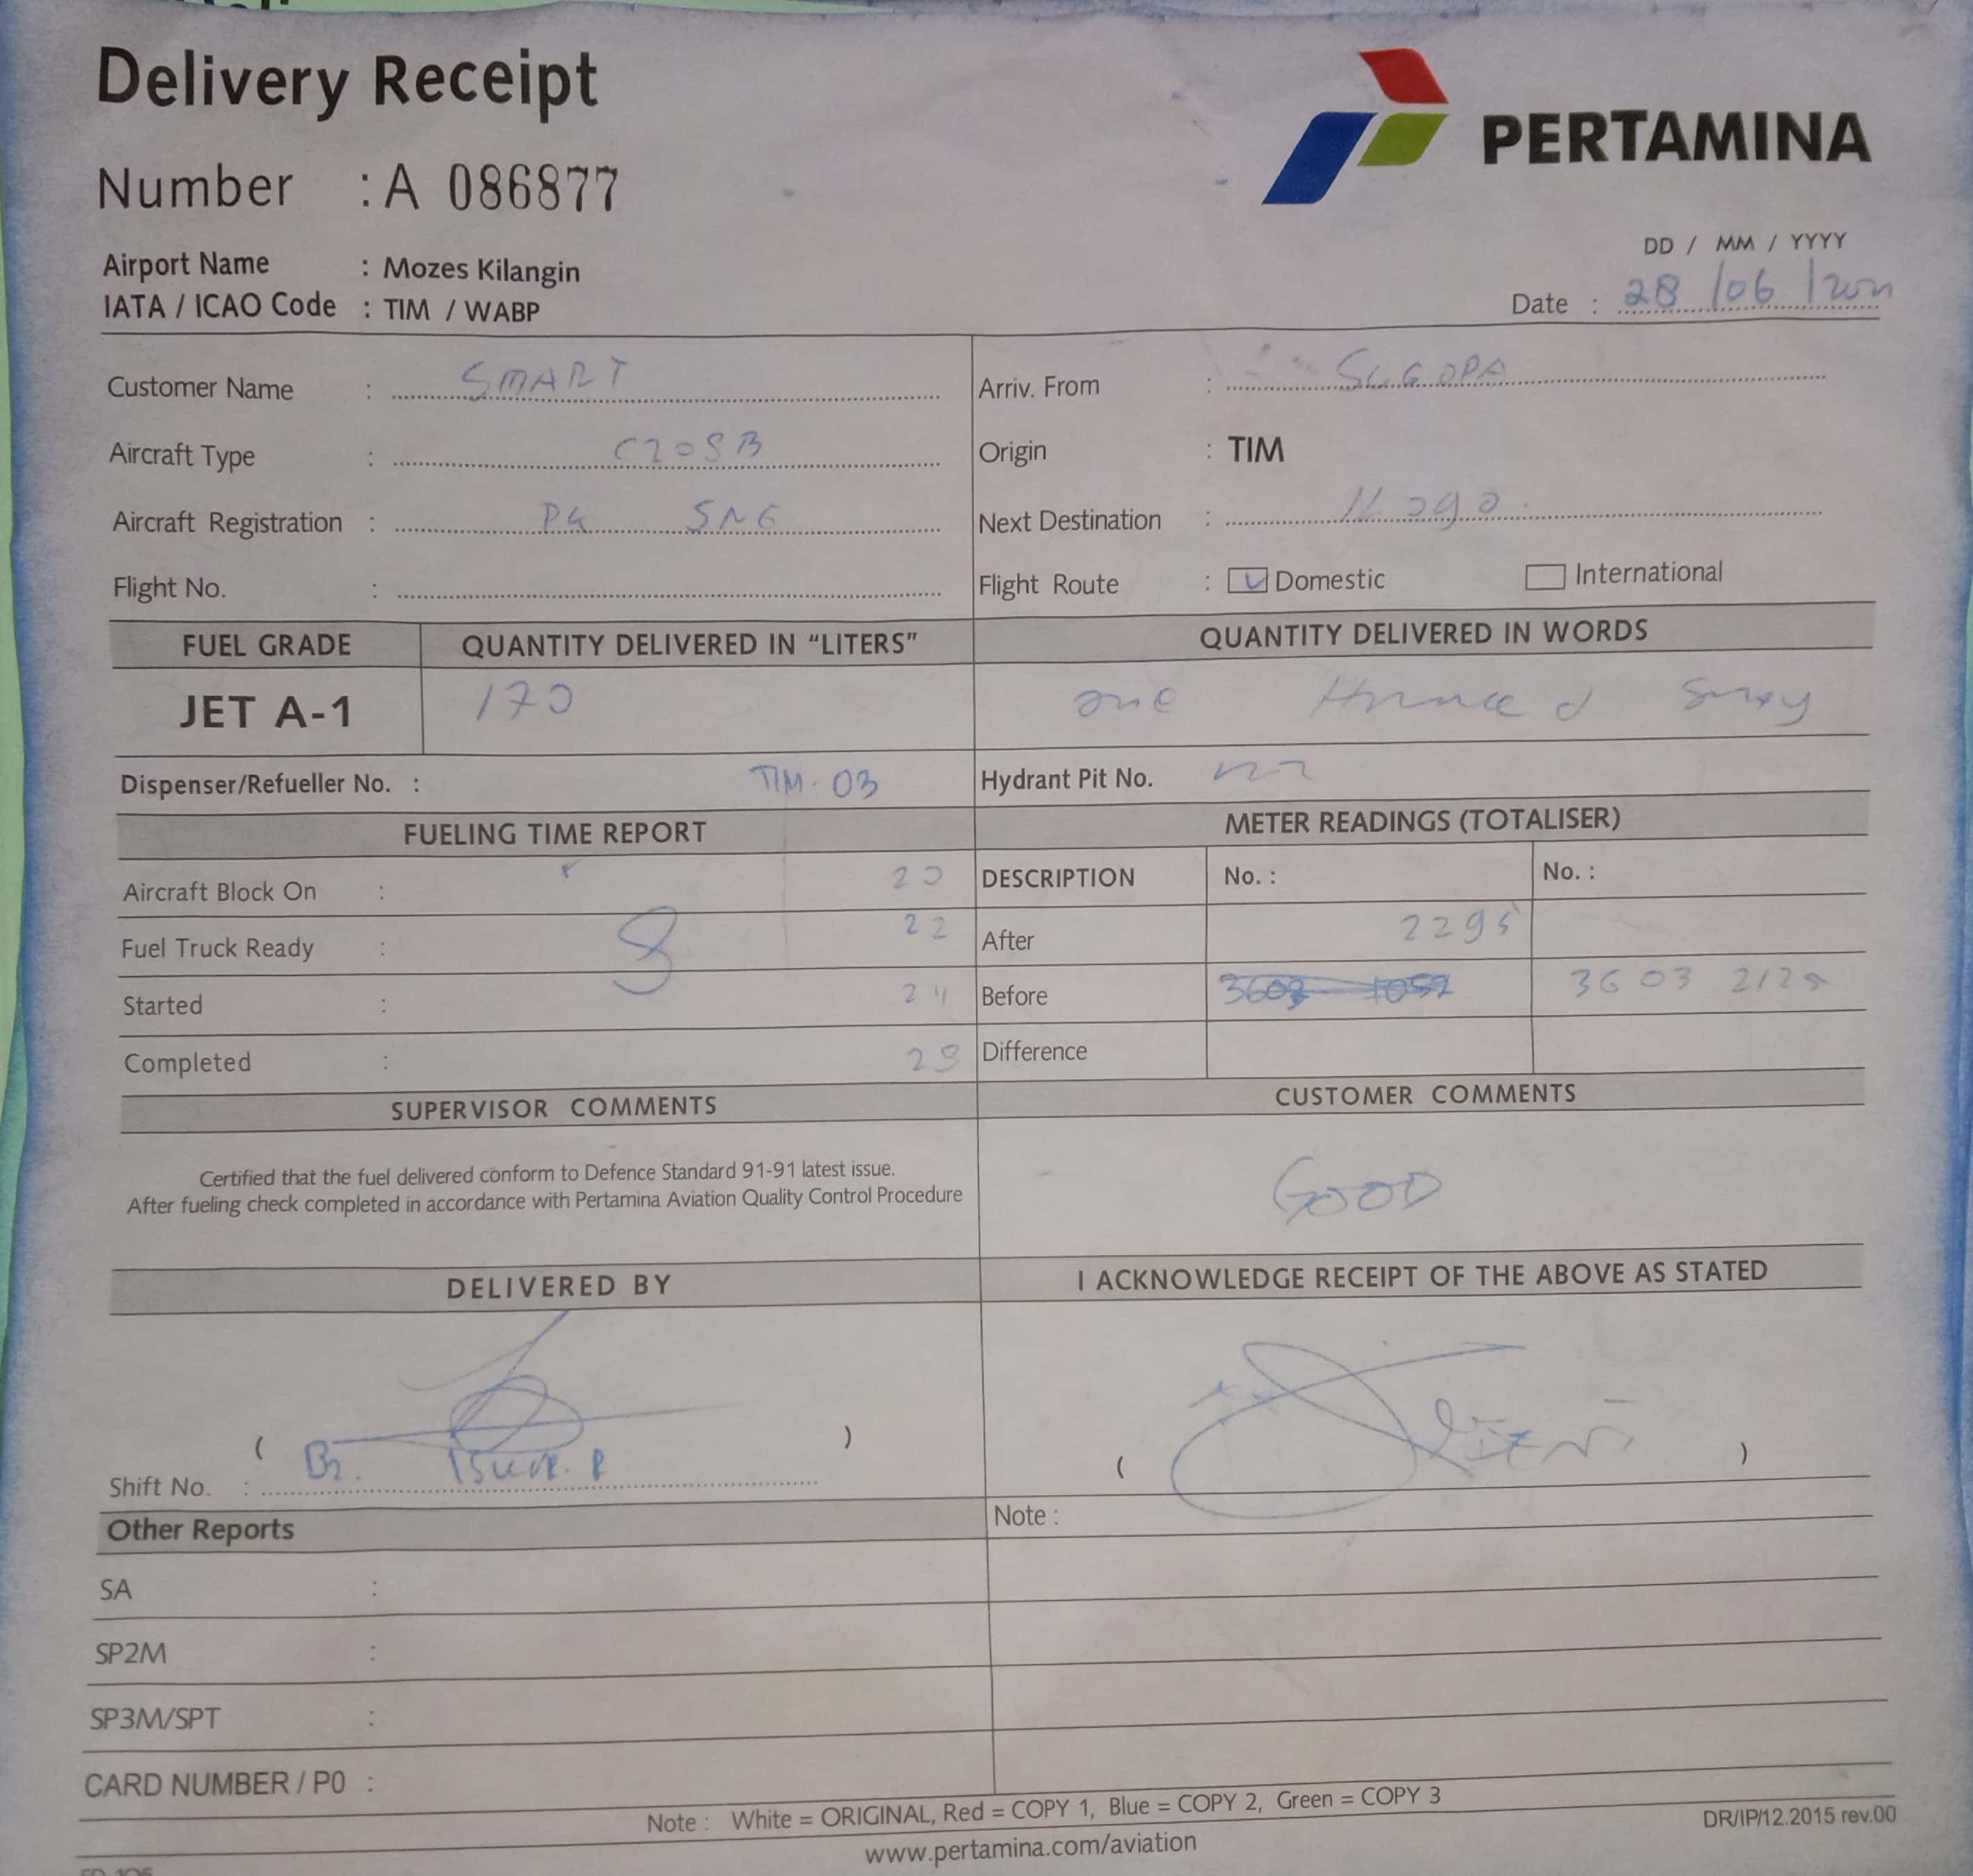 Delivery Receipt
PERTAMINA
Number : A 086877
Airport Name : Mozes Kilangin
IATA / ICAO Code : TIM / WABP
DD / MM / YYYY
Date : 28 / 06 /
Customer Name : SMART
Arriv. From :
Aircraft Type : C208B
Origin : TIM
Aircraft Registration : PK
Next Destination :
Flight No. :
Flight Route : Domestic International
FUEL GRADE QUANTITY DELIVERED IN “LITERS” QUANTITY DELIVERED IN WORDS
JET A-1 170 one
Dispenser/Refueller No. : TIM. 03
Hydrant Pit No.
FUELING TIME REPORT METER READINGS (TOTALISER)
Aircraft Block On : 20
DESCRIPTION No. : No. :
Fuel Truck Ready : 8 22
After 2295
Started : 24
Before 3603 2125
Completed :
Difference
SUPERVISOR COMMENTS CUSTOMER COMMENTS
Certified that the fuel delivered conform to Defence Standard 91-91 latest issue.
After fueling check completed in accordance with Pertamina Aviation Quality Control Procedure
GOOD
DELIVERED BY I ACKNOWLEDGE RECEIPT OF THE ABOVE AS STATED
( )
( )
Shift No. :
Other Reports
Note :
SA :
SP2M :
SP3M/SPT :
CARD NUMBER / P0 :
Note : White = ORIGINAL, Red = COPY 1, Blue = COPY 2, Green = COPY 3
DR/IP/12.2015 rev.00
www.pertamina.com/aviation